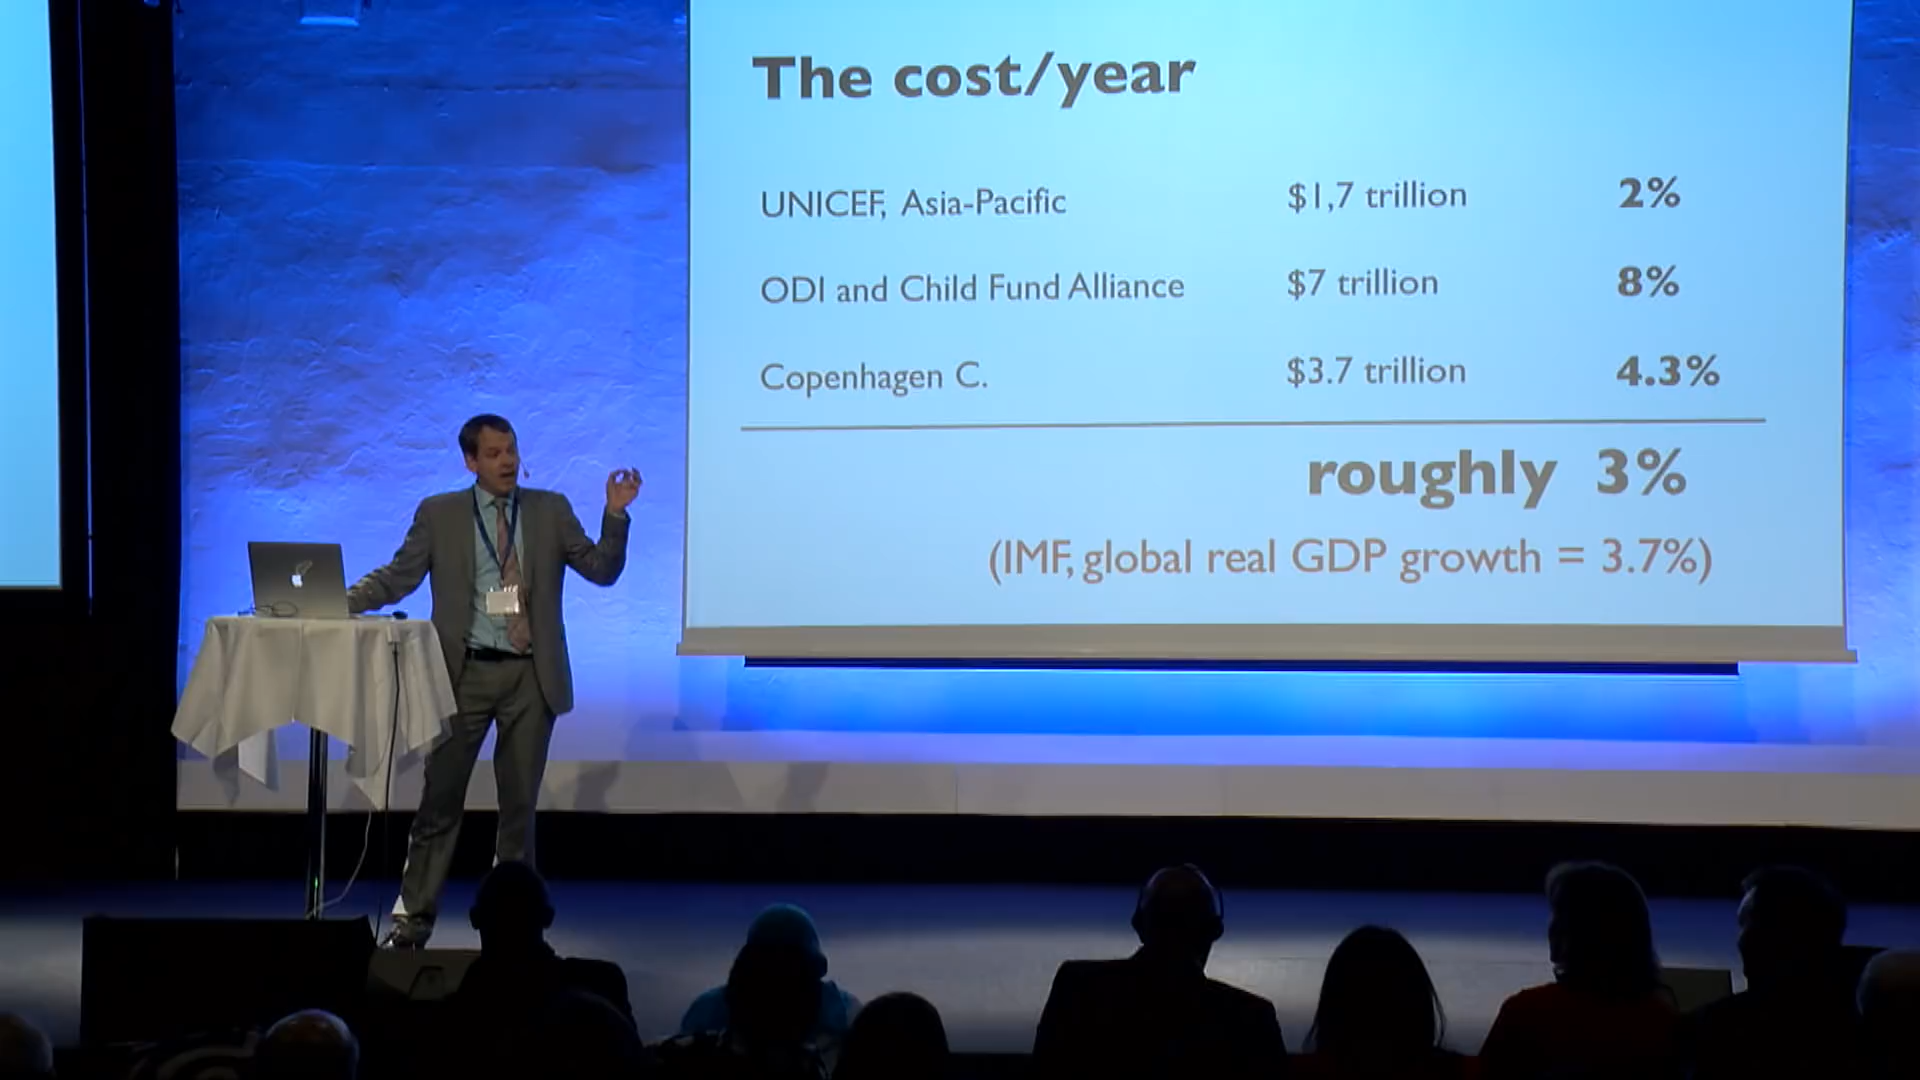 The cost/year
UNICEF, Asia-Pacific $1,7 trillion 2%
ODI and Child Fund Alliance $7 trillion 8%
Copenhagen C. $3.7 trillion 4.3%
roughly 3%
(IMF, global real GDP growth = 3.7%)